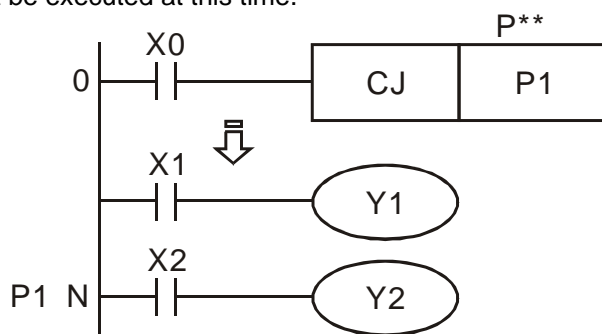 be executed at this time.
P**
X0
0 CJ P1
X1
Y1
X2
P1 N Y2